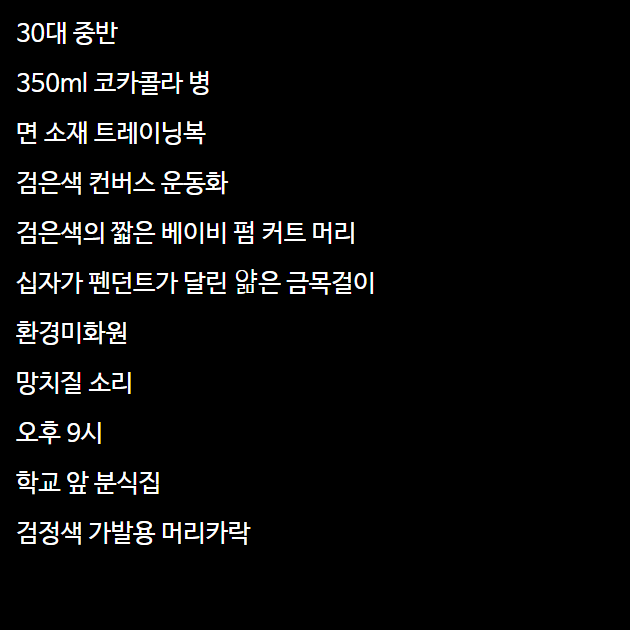 30대 중반
350ml 코카콜라 병
면 소재 트레이닝복
검은색 컨버스 운동화
검은색의 짧은 베이비 펌 커트 머리
십자가 펜던트가 달린 얇은 금목걸이
환경미화원
망치질 소리
오후 9시
학교 앞 분식집
검정색 가발용 머리카락